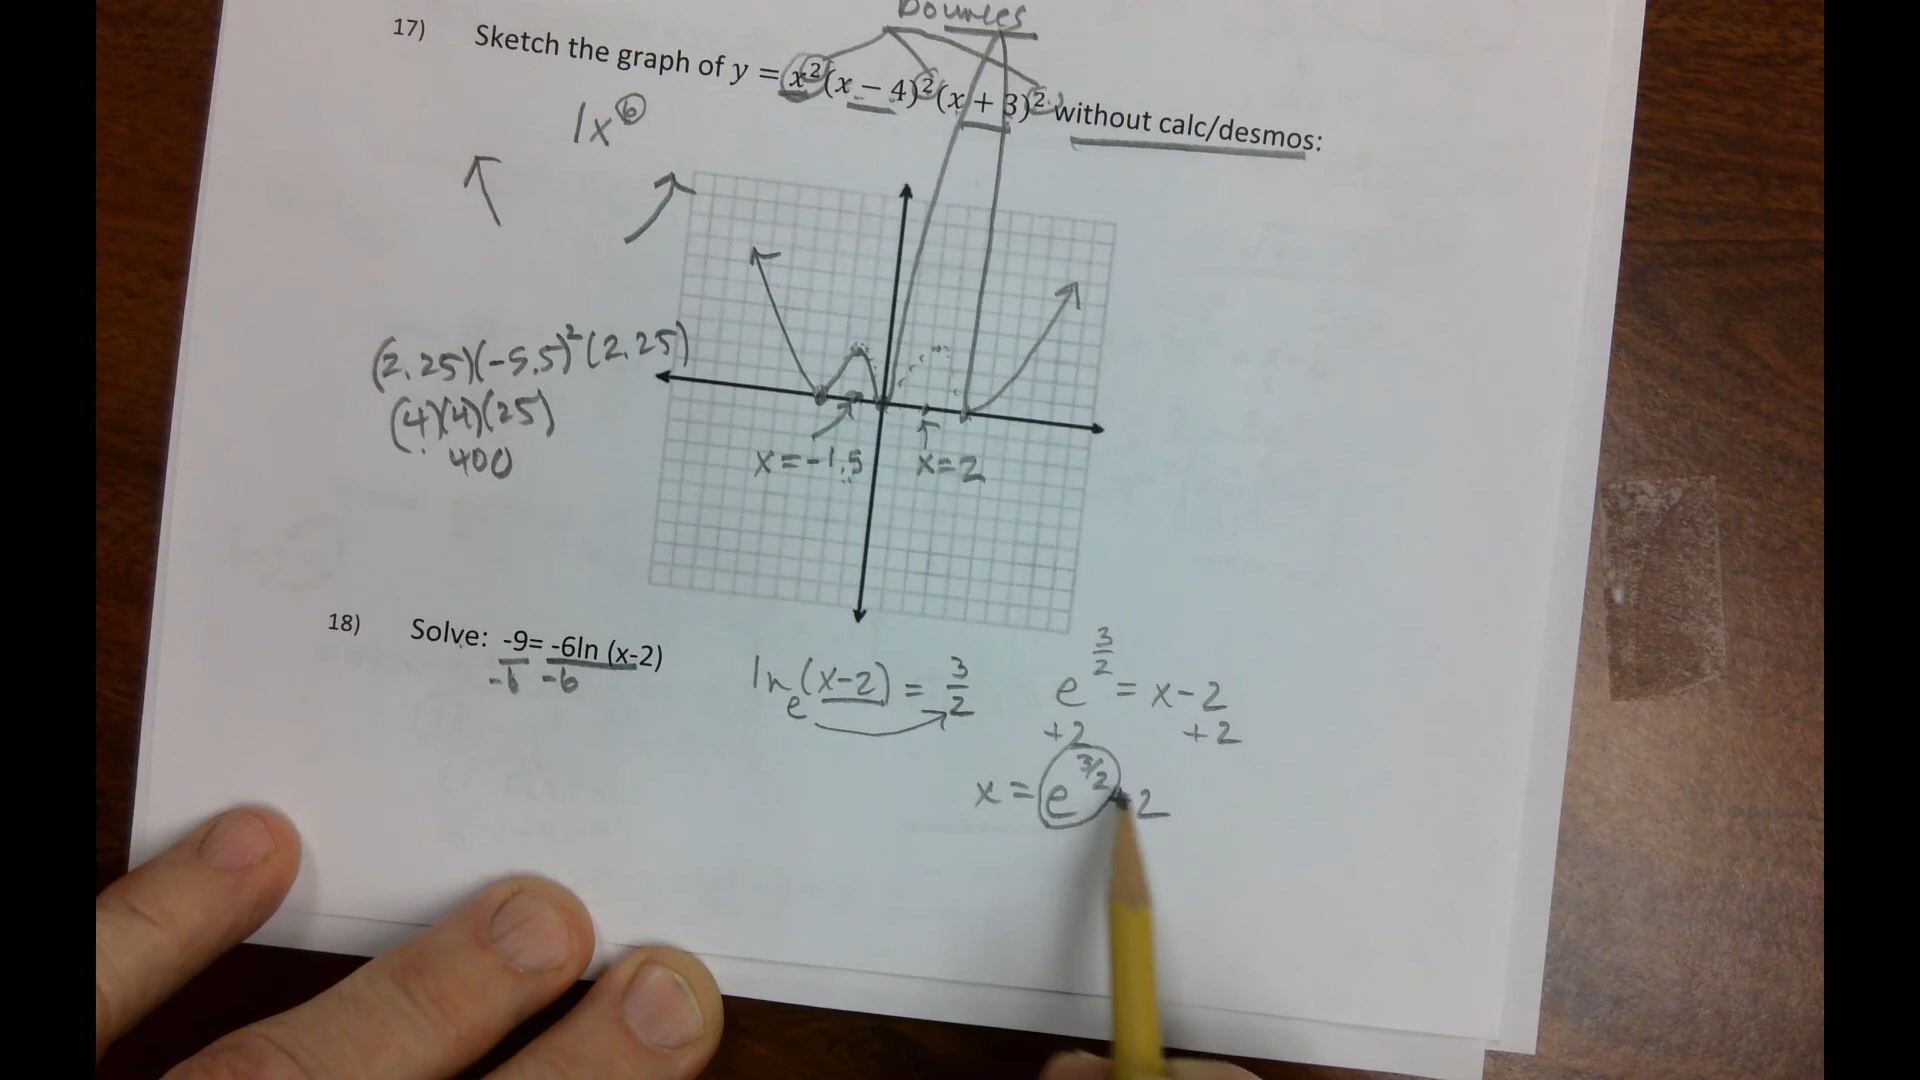 Bounces
17) Sketch the graph of y = x²(x − 4)²(x + 3)² without calc/desmos:
1x⁶
(2.25)(-5.5)²(2.25)
(4)(4)(25)
400
x=-1.5
x=2
18) Solve: -9= -6ln (x-2)
-6 -6
ln e (x-2) = 3/2
e^3/2 = x-2
+2 +2
x = e^3/2 + 2